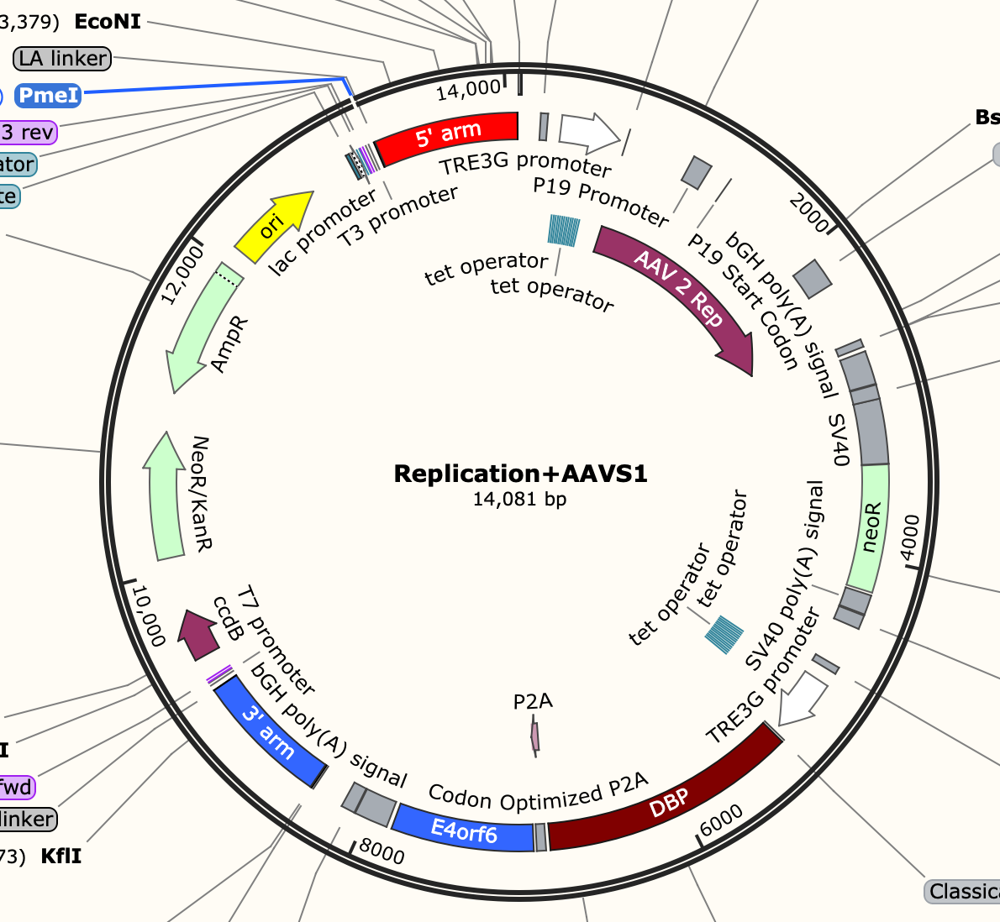 3,379) EcoNI
LA linker
) PmeI
3 rev
ator
te
14,000
5' arm
TRE3G promoter
P19 Promoter
Bs
2000
ori
lac promoter
T3 promoter
12,000
tet operator
tet operator
AAV 2 Rep
bGH poly(A) signal
P19 Start Codon
AmpR
SV40
NeoR/KanR
Replication+AAVS1
14,081 bp
neoR
4000
tet operator
tet operator
SV40 poly(A) signal
TRE3G promoter
10,000
ccdB
T7 promoter
bGH poly(A) signal
3' arm
P2A
Codon Optimized P2A
DBP
E4orf6
6000
8000
I
fwd
linker
73) KflI
Classica